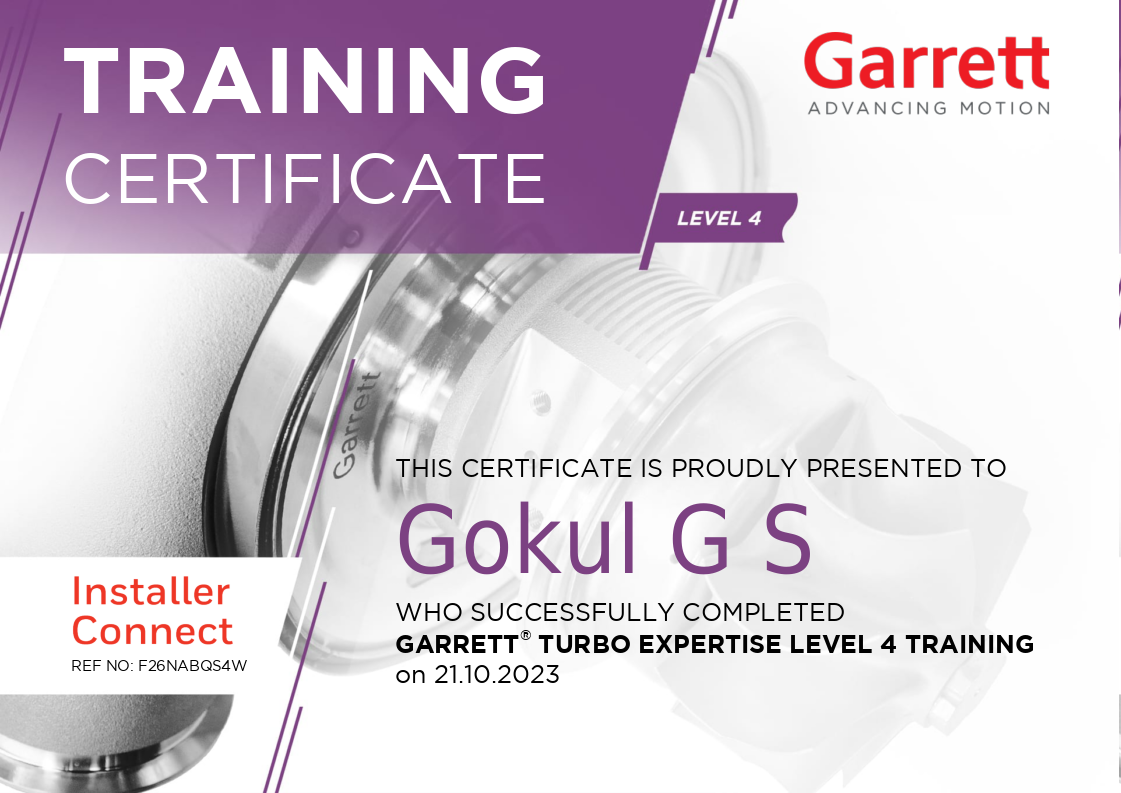 TRAINING
CERTIFICATE
Garrett
ADVANCING MOTION
LEVEL 4
Garrett
THIS CERTIFICATE IS PROUDLY PRESENTED TO
Gokul G S
Installer
Connect
REF NO: F26NABQS4W
WHO SUCCESSFULLY COMPLETED
GARRETT® TURBO EXPERTISE LEVEL 4 TRAINING
on 21.10.2023